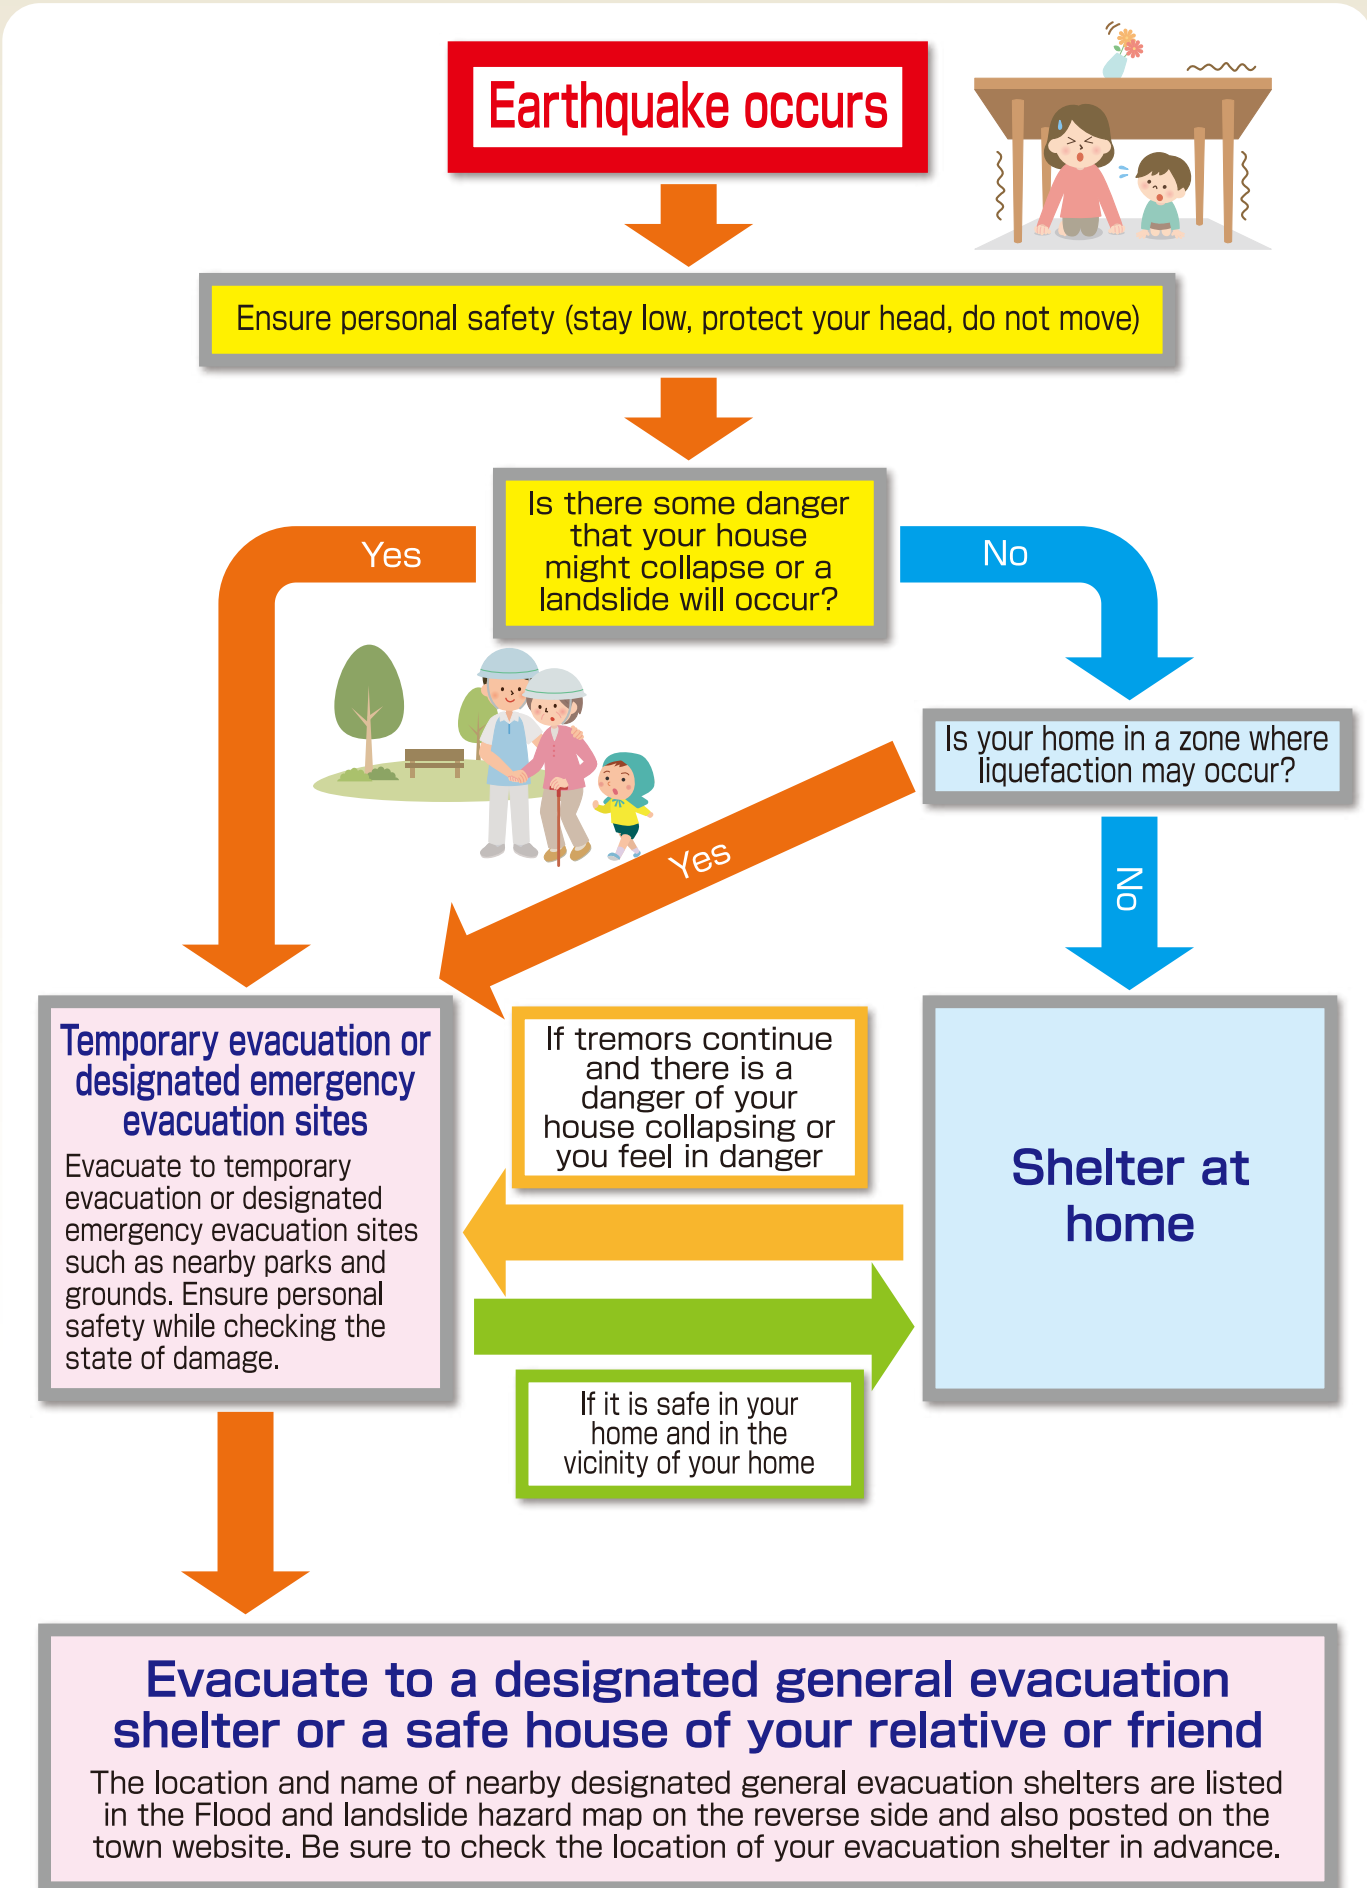 Earthquake occurs
Ensure personal safety (stay low, protect your head, do not move)
Is there some danger
that your house
might collapse or a
landslide will occur?
Yes
No
Is your home in a zone where
liquefaction may occur?
Yes
No
Temporary evacuation or
designated emergency
evacuation sites
Evacuate to temporary
evacuation or designated
emergency evacuation sites
such as nearby parks and
grounds. Ensure personal
safety while checking the
state of damage.
If tremors continue
and there is a
danger of your
house collapsing or
you feel in danger
Shelter at
home
If it is safe in your
home and in the
vicinity of your home
Evacuate to a designated general evacuation
shelter or a safe house of your relative or friend
The location and name of nearby designated general evacuation shelters are listed
in the Flood and landslide hazard map on the reverse side and also posted on the
town website. Be sure to check the location of your evacuation shelter in advance.